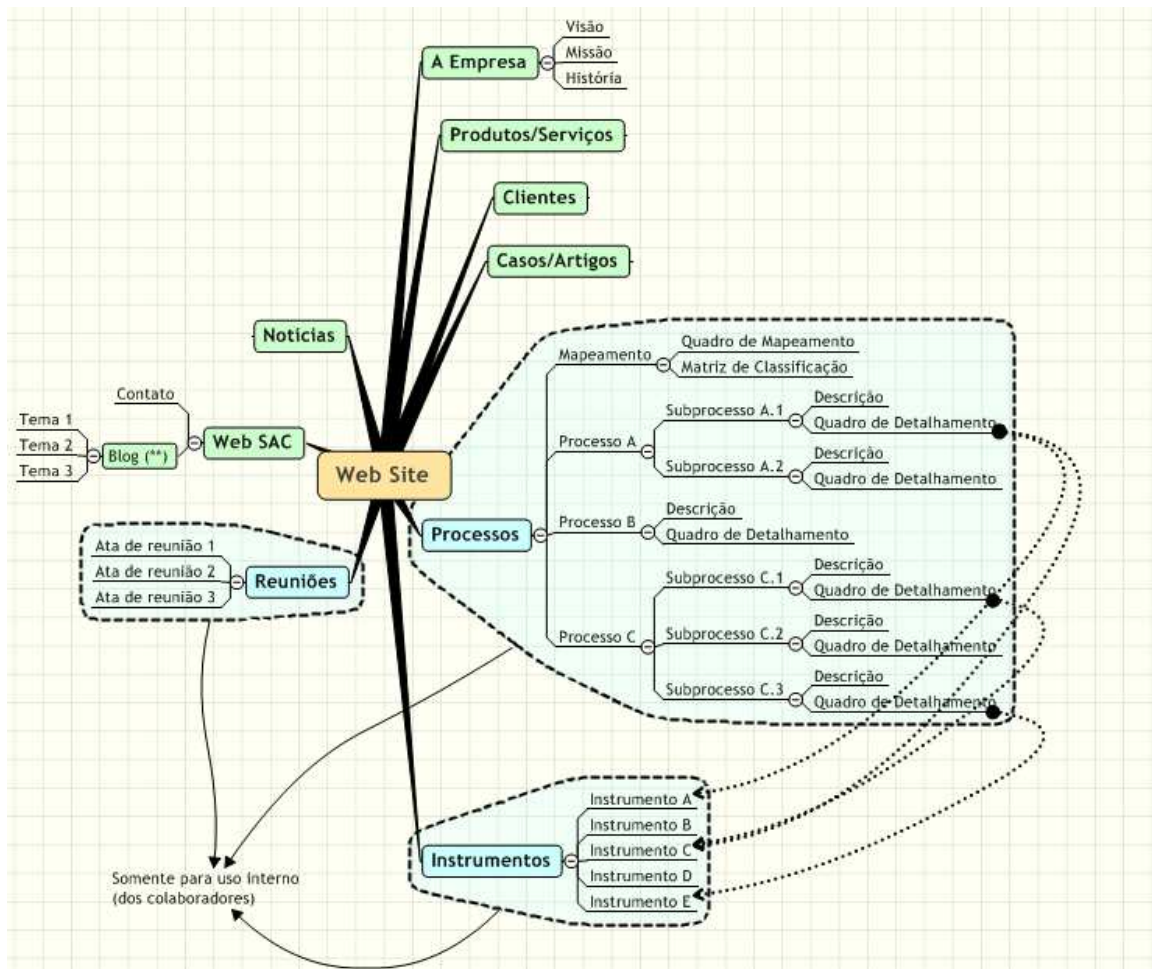 Visão
A Empresa
Missão
História
Produtos/Serviços
Clientes
Casos/Artigos
Notícias
Contato
Tema 1
Tema 2
Tema 3
Blog (**)
Web SAC
Web Site
Mapeamento
Quadro de Mapeamento
Matriz de Classificação
Processo A
Subprocesso A.1
Descrição
Quadro de Detalhamento
Subprocesso A.2
Descrição
Quadro de Detalhamento
Processos
Processo B
Descrição
Quadro de Detalhamento
Processo C
Subprocesso C.1
Descrição
Quadro de Detalhamento
Subprocesso C.2
Descrição
Quadro de Detalhamento
Subprocesso C.3
Descrição
Quadro de Detalhamento
Ata de reunião 1
Ata de reunião 2
Ata de reunião 3
Reuniões
Instrumentos
Instrumento A
Instrumento B
Instrumento C
Instrumento D
Instrumento E
Somente para uso interno
(dos colaboradores)